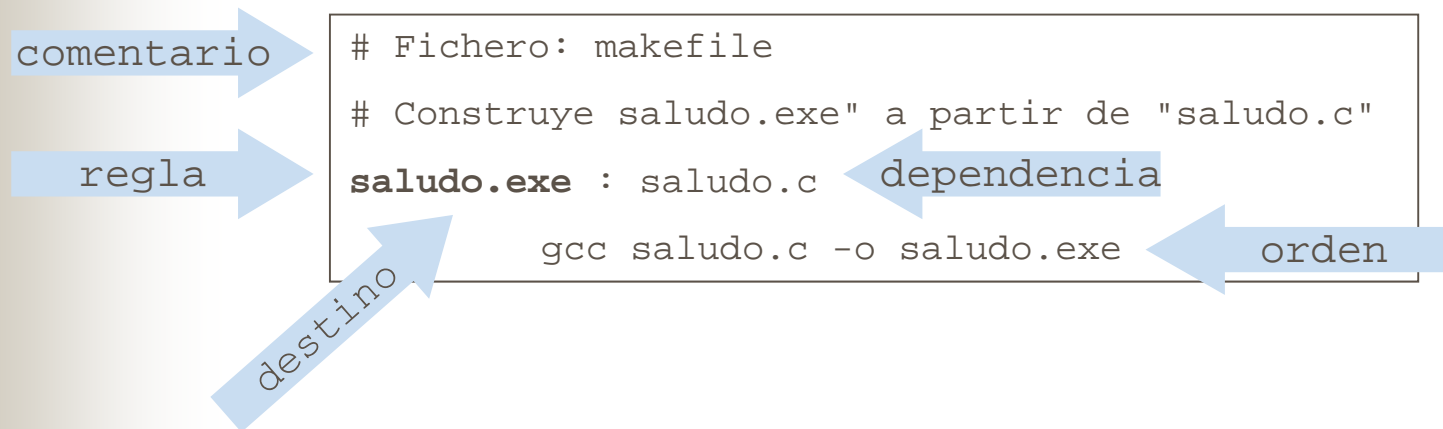 comentario
# Fichero: makefile
# Construye saludo.exe" a partir de "saludo.c"
regla
saludo.exe : saludo.c
dependencia
gcc saludo.c -o saludo.exe
orden
destino